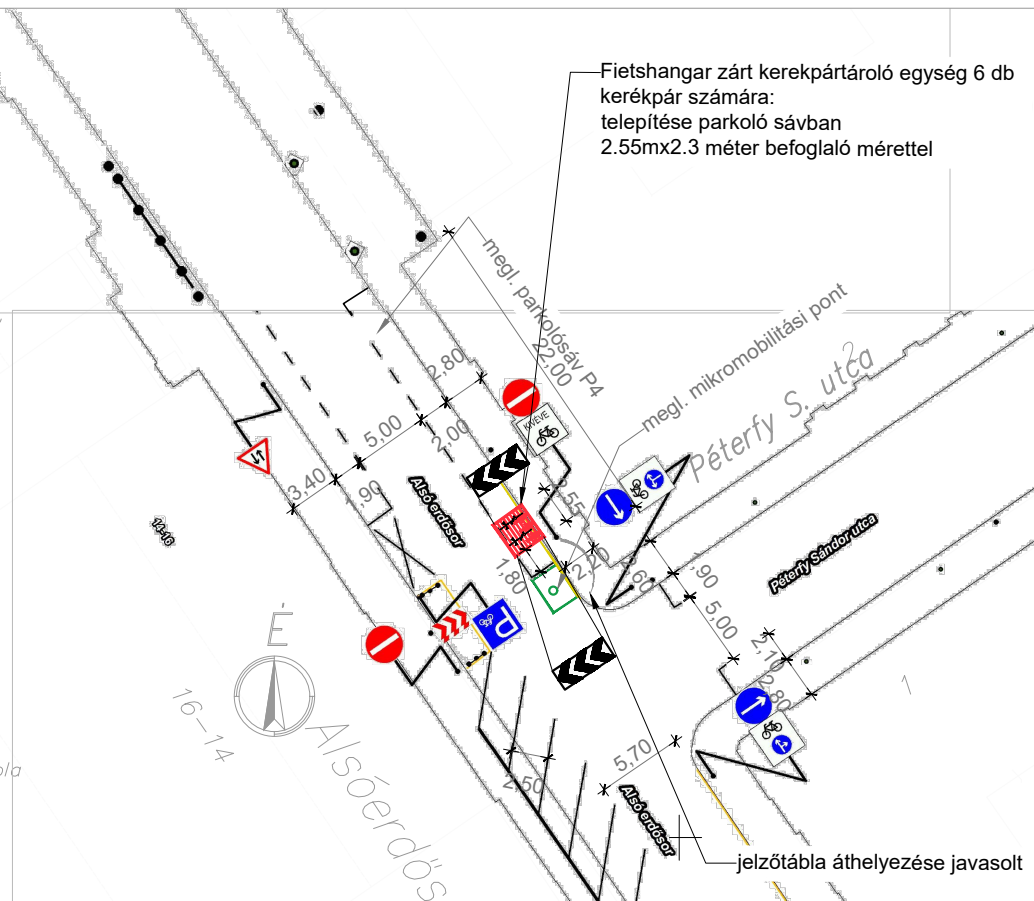 Fietshangar zárt kerekpártároló egység 6 db
kerékpár számára:
telepítése parkoló sávban
2.55mx2.3 méter befoglaló mérettel
megl. parkolósáv P4
22,00
megl. mikromobilitási pont
2
Péterfy S. utca
2,80
5,00
2,00
3,40
,90
KIVÉVE
2,55
Alsó erdősor
14-16
1,80
2,20
2,60
,90
5,00
Péterfy Sándor utca
P
2,10
2,80
1
É
16-14
Alsóerdős
ola
5,70
2,50
Alsó erdősor
jelzőtábla áthelyezése javasolt